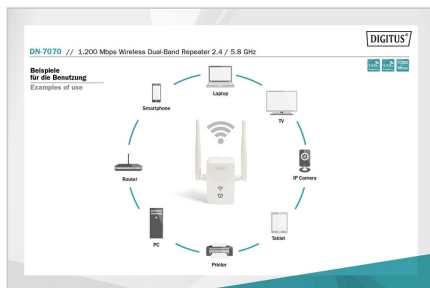 DIGITUS®
DN-7070 // 1.200 Mbps Wireless Dual-Band Repeater 2.4 / 5.8 GHz
Beispiele
für die Benutzung
Examples of use
Laptop
Smartphone
TV
Router
IP Camera
PC
Tablet
Printer